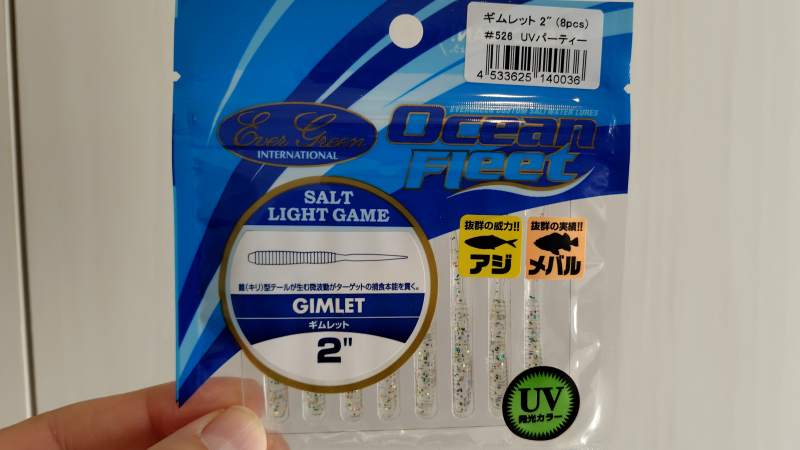 ギムレット 2″ (8pcs)
#526 UVパーティー
4 533625 140036
EVERGREEN CUSTOM SALTWATER LURES
Ocean
Fleet
Ever Green
INTERNATIONAL
SALT
LIGHT GAME
錐(キリ)型テールが生む微波動がターゲットの捕食本能を貫く。
GIMLET
ギムレット
2"
抜群の威力!!
アジ
抜群の実績!!
メバル
UV
発光カラー